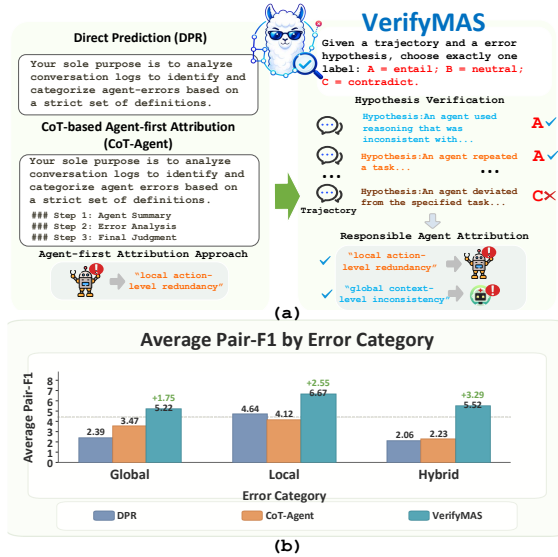 Direct Prediction (DPR)
Your sole purpose is to analyze
conversation logs to identify and
categorize agent-errors based on
a strict set of definitions.
CoT-based Agent-first Attribution
(CoT-Agent)
Your sole purpose is to analyze
conversation logs to identify and
categorize agent errors based on
a strict set of definitions.
### Step 1: Agent Summary
### Step 2: Error Analysis
### Step 3: Final Judgment
Agent-first Attribution Approach
“local action-
level redundancy”
VerifyMAS
Given a trajectory and a error
hypothesis, choose exactly one
label: A = entail; B = neutral;
C = contradict.
Hypothesis Verification
Hypothesis:An agent used
reasoning that was
inconsistent with...
A
Hypothesis:An agent repeated
a task...
A
...
...
Hypothesis:An agent deviated
from the specified task...
C
Trajectory
Responsible Agent Attribution
“local action-
level redundancy”
“global context-
level inconsistency”
(a)
Average Pair-F1 by Error Category
Average Pair-F1
8
7
6
5
4
3
2
1
0
2.39
3.47
+1.75
5.22
4.64
4.12
+2.55
6.67
2.06
2.23
+3.29
5.52
Global
Local
Hybrid
Error Category
DPR
CoT-Agent
VerifyMAS
(b)